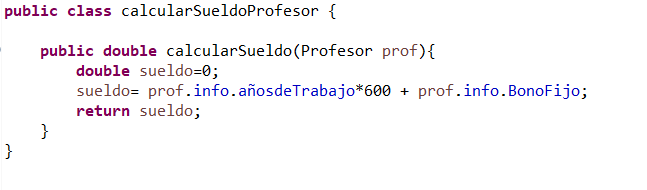 public class calcularSueldoProfesor {
public double calcularSueldo(Profesor prof){
double sueldo=0;
sueldo= prof.info.añosdeTrabajo*600 + prof.info.BonoFijo;
return sueldo;
}
}